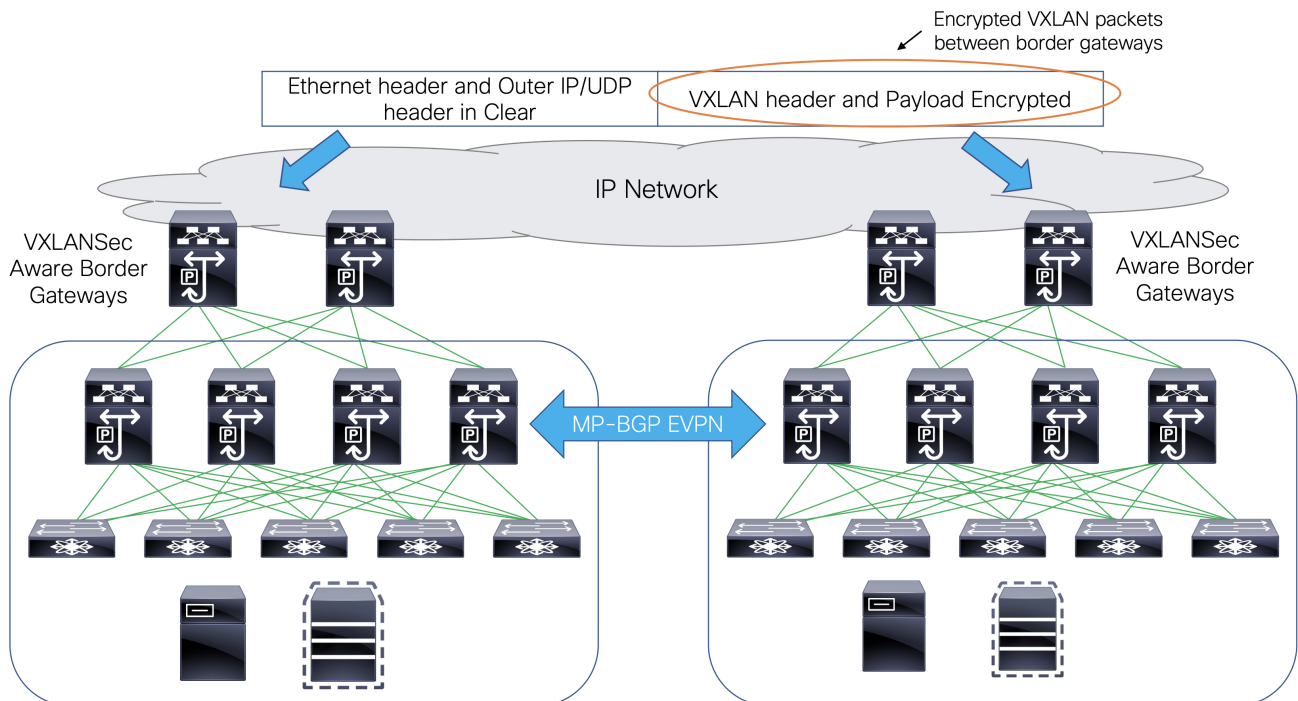 Encrypted VXLAN packets
between border gateways
Ethernet header and Outer IP/UDP
header in Clear
VXLAN header and Payload Encrypted
IP Network
VXLANSec
Aware Border
Gateways
VXLANSec
Aware Border
Gateways
P
P
P
P
P
P
P
P
MP-BGP EVPN
P
P
P
P